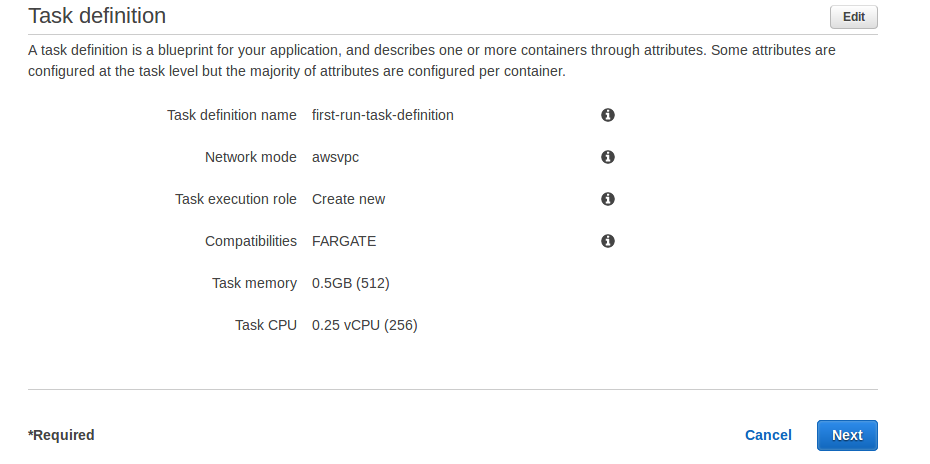 Task definition
Edit
A task definition is a blueprint for your application, and describes one or more containers through attributes. Some attributes are
configured at the task level but the majority of attributes are configured per container.
Task definition name first-run-task-definition
Network mode awsvpc
Task execution role Create new
Compatibilities FARGATE
Task memory 0.5GB (512)
Task CPU 0.25 vCPU (256)
*Required
Cancel
Next